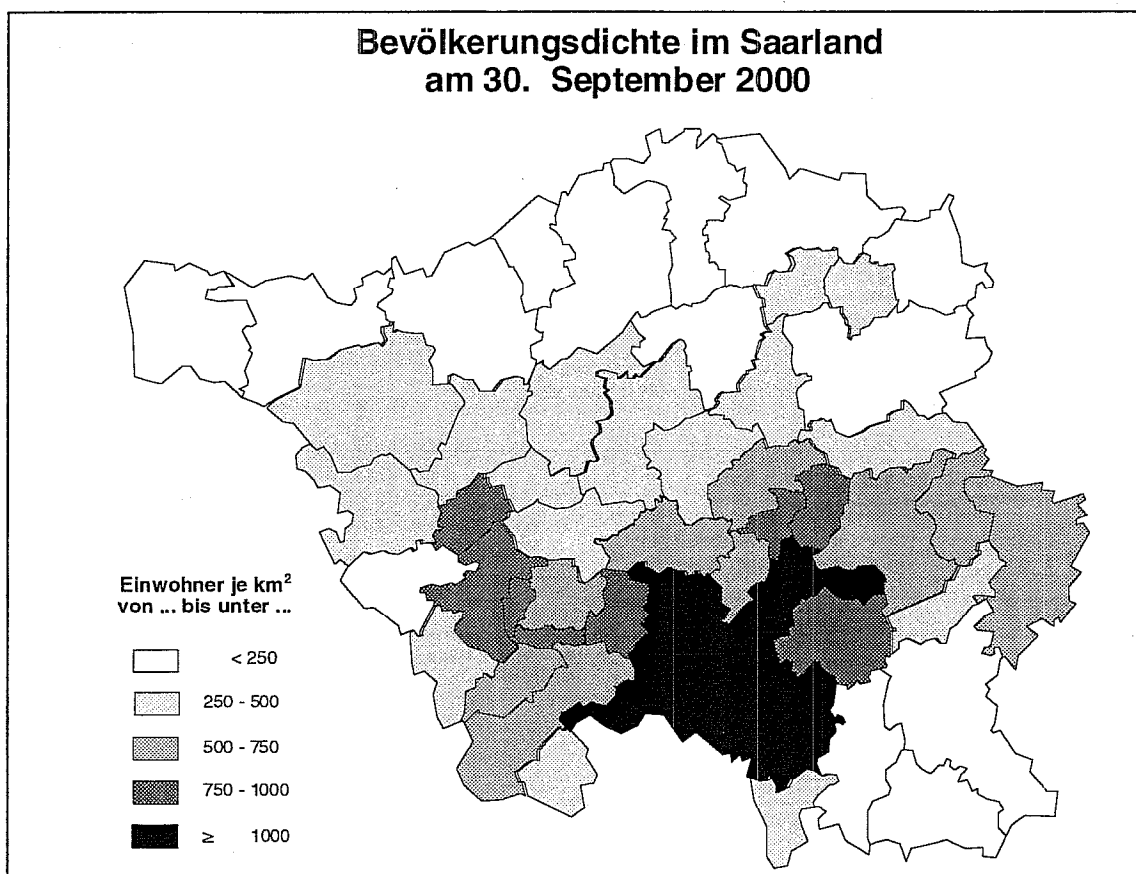 Bevölkerungsdichte im Saarland
am 30. September 2000
Einwohner je km²
von ... bis unter ...
< 250
250 - 500
500 - 750
750 - 1000
≥ 1000